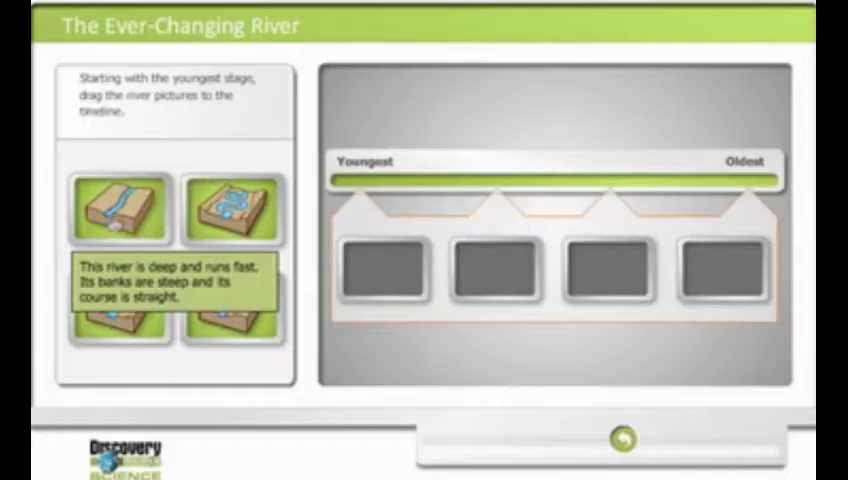 The Ever-Changing River
Starting with the youngest stage,
drag the river pictures to the
timeline.
Youngest
Oldest
This river is deep and runs fast.
Its banks are steep and its
course is straight.
Discovery
SCIENCE